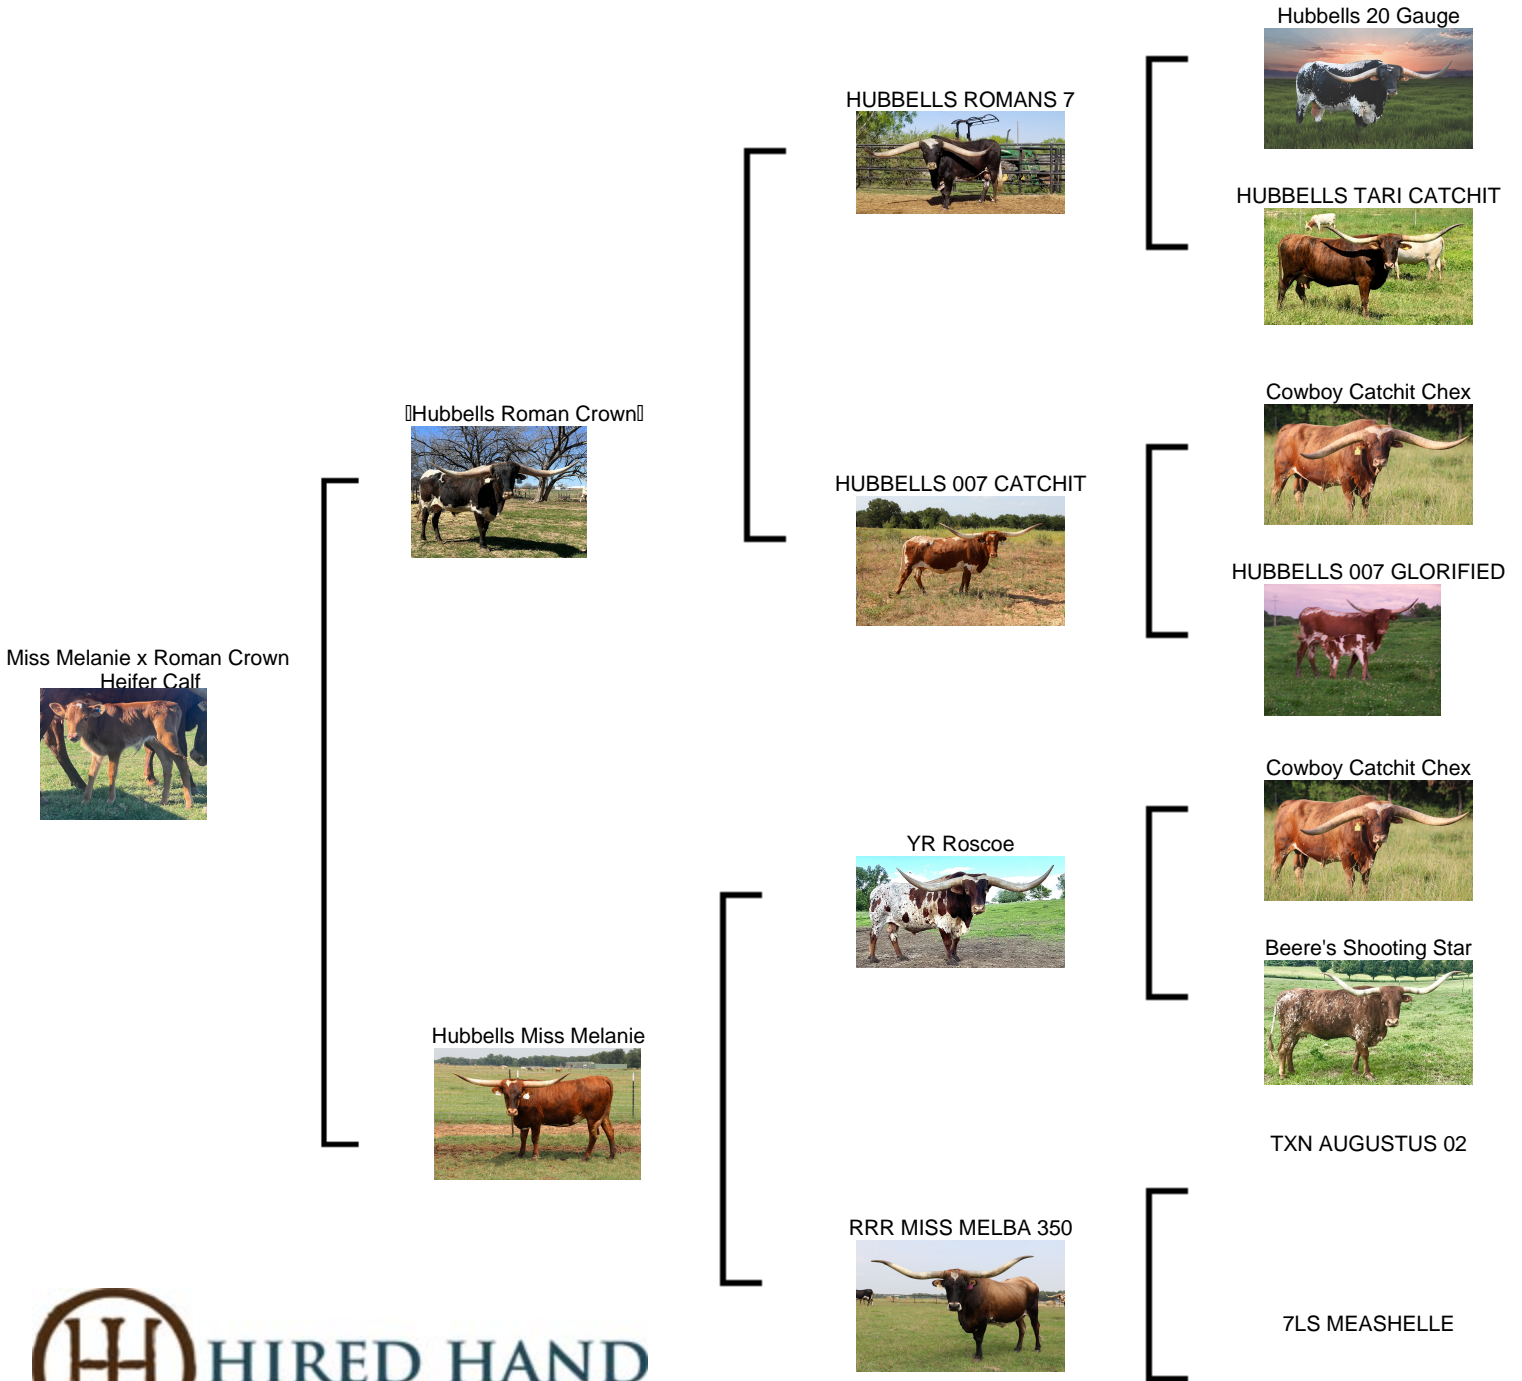 Hubbells 20 Gauge
HUBBELLS ROMANS 7
HUBBELLS TARI CATCHIT
Cowboy Catchit Chex
Hubbells Roman Crown
HUBBELLS 007 CATCHIT
HUBBELLS 007 GLORIFIED
Miss Melanie x Roman Crown
Heifer Calf
Cowboy Catchit Chex
YR Roscoe
Beere's Shooting Star
Hubbells Miss Melanie
TXN AUGUSTUS 02
RRR MISS MELBA 350
7LS MEASHELLE
HIRED HAND